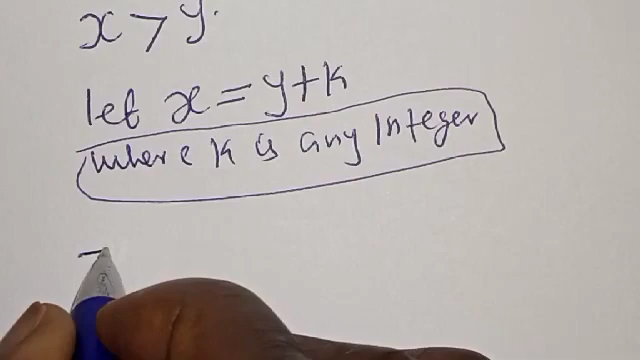 x > y.
let x = y + k
where k is any Integer